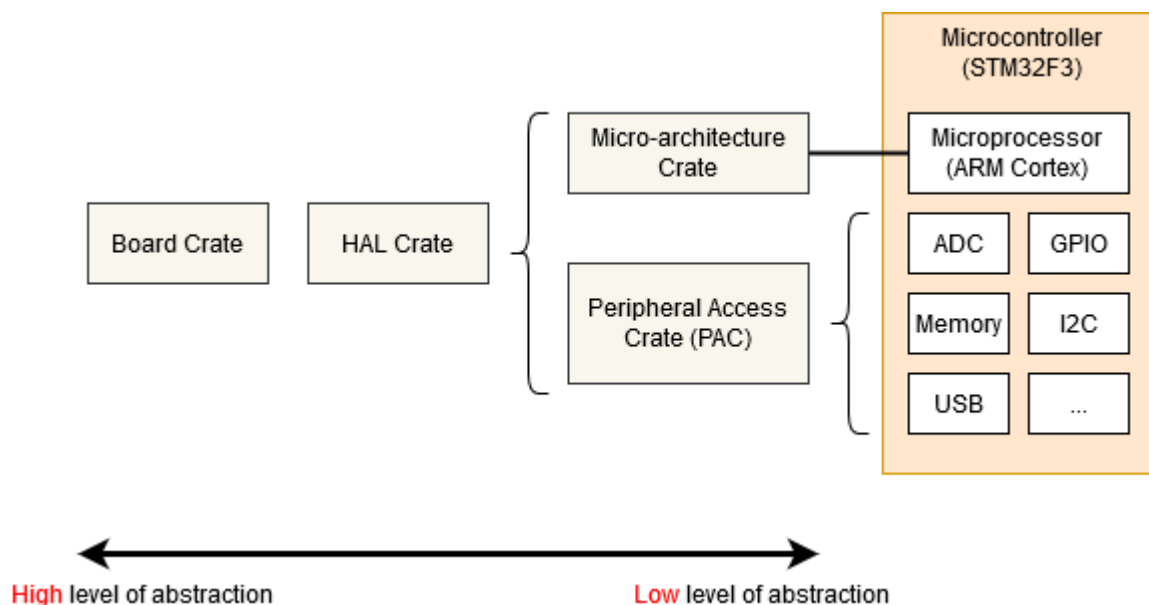 Microcontroller
(STM32F3)
Micro-architecture
Crate
Microprocessor
(ARM Cortex)
Board Crate
HAL Crate
ADC
GPIO
Peripheral Access
Crate (PAC)
Memory
I2C
USB
...
High level of abstraction
Low level of abstraction